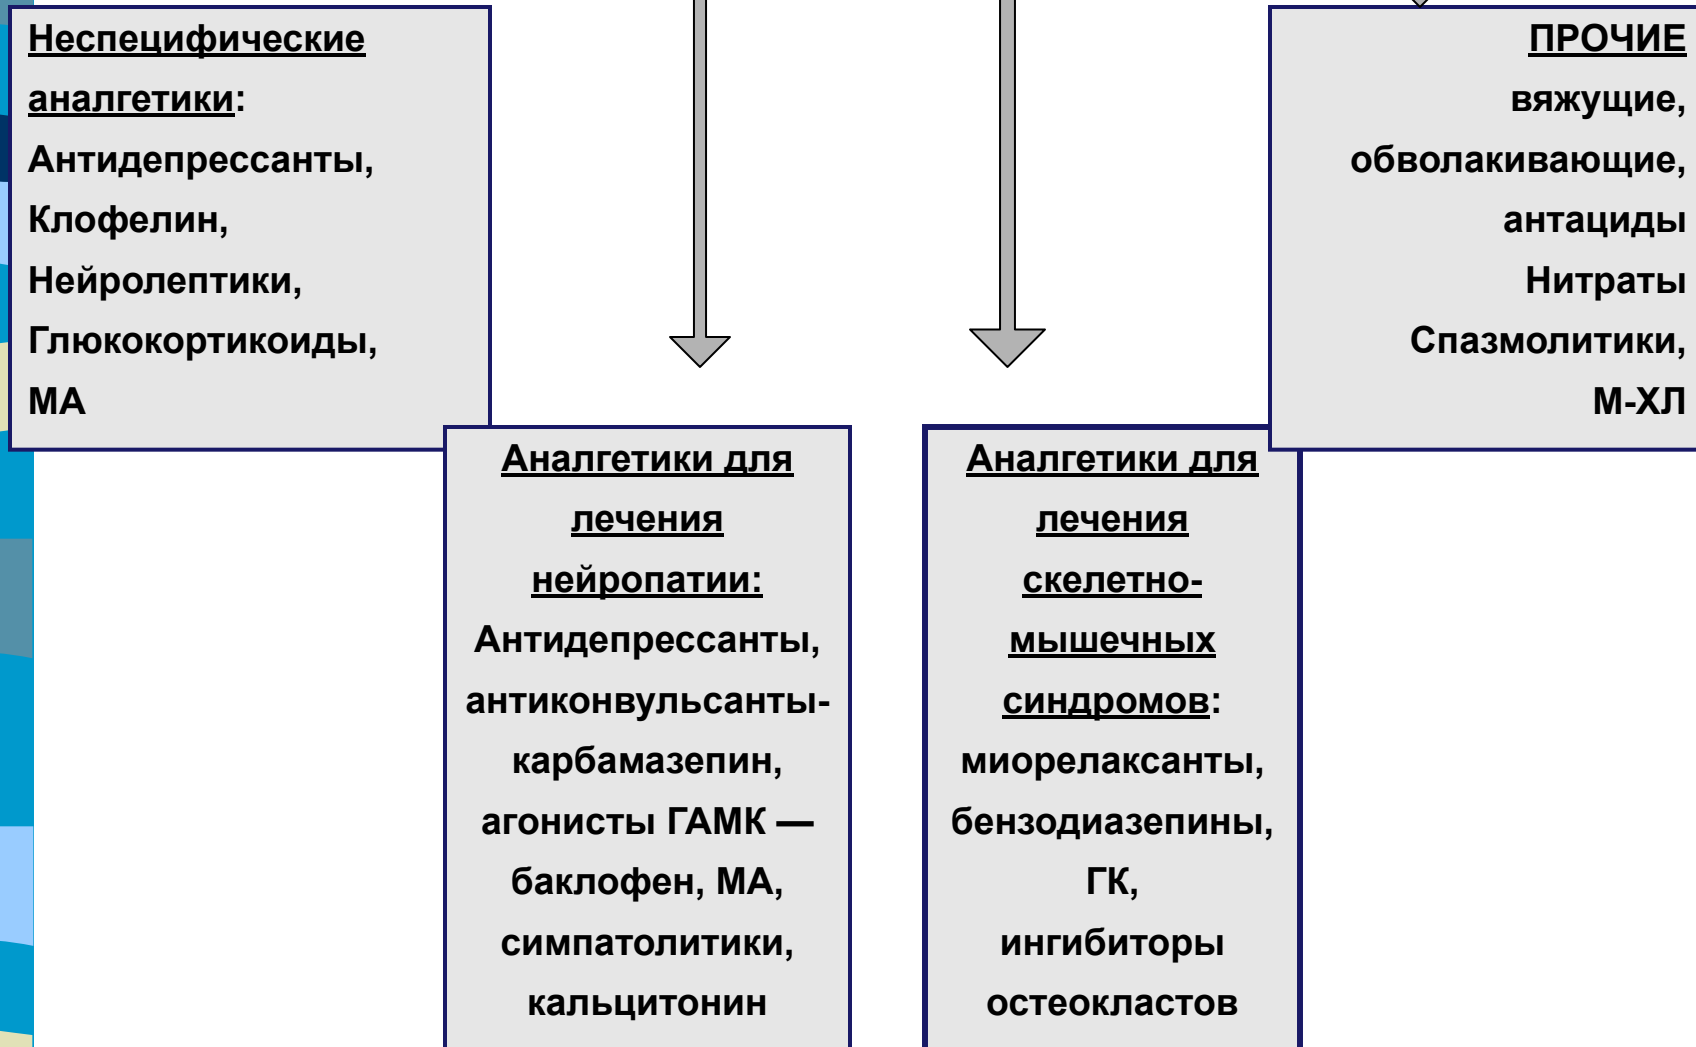 Неспецифические
аналгетики:
Антидепрессанты,
Клофелин,
Нейролептики,
Глюкокортикоиды,
МА
Аналгетики для
лечения
нейропатии:
Антидепрессанты,
антиконвульсанты-
карбамазепин,
агонисты ГАМК —
баклофен, МА,
симпатолитики,
кальцитонин
Аналгетики для
лечения
скелетно-
мышечных
синдромов:
миорелаксанты,
бензодиазепины,
ГК,
ингибиторы
остеокластов
ПРОЧИЕ
вяжущие,
обволакивающие,
антациды
Нитраты
Спазмолитики,
М-ХЛ